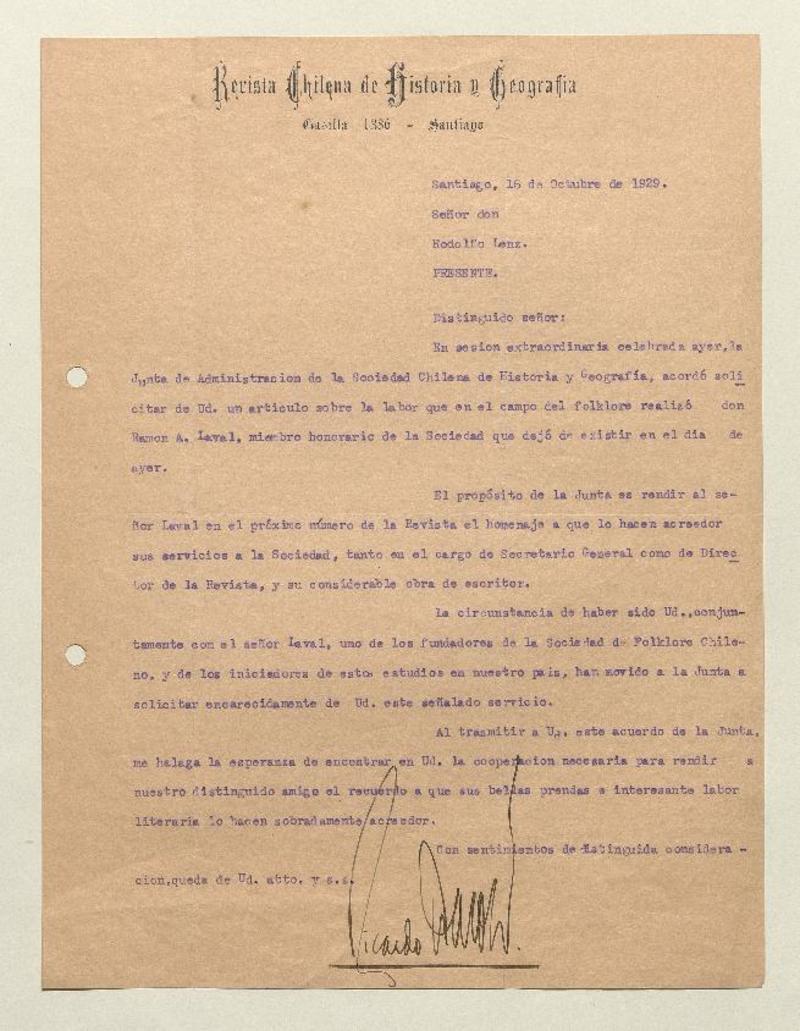 Revista Chilena de Historia y Geografía
Casilla 1386 - Santiago
Santiago, 16 de Octubre de 1929.
Señor don
Rodolfo Lenz.
PRESENTE.
Distinguido señor:
En sesion extraordinaria celebrada ayer, la
Junta de Administracion de la Sociedad Chilena de Historia y Geografía, acordó soli
citar de Ud. un articulo sobre la labor que en el campo del folklore realizó don
Ramon A. Laval, miembro honorario de la Sociedad que dejó de existir en el dia de
ayer.
El propósito de la Junta es rendir al se-
ñor Laval en el próximo número de la Revista el homenaje a que lo hacen acreedor
sus servicios a la Sociedad, tanto en el cargo de Secretario General como de Direc
tor de la Revista, y su considerable obra de escritor.
La circunstancia de haber sido Ud., conjun-
tamente con el señor Laval, uno de los fundadores de la Sociedad de Folklore Chile-
no, y de los iniciadores de estos estudios en nuestro pais, han movido a la Junta a
solicitar encarecidamente de Ud. este señalado servicio.
Al trasmitir a Ud. este acuerdo de la Junta,
me halaga la esperanza de encontrar en Ud. la cooperacion necesaria para rendir a
nuestro distinguido amigo el recuerdo a que sus bellas prendas e interesante labor
literaria lo hacen sobradamente acreedor.
Con sentimientos de distinguida considera -
cion, queda de Ud. atto. y s.s.
Ricardo